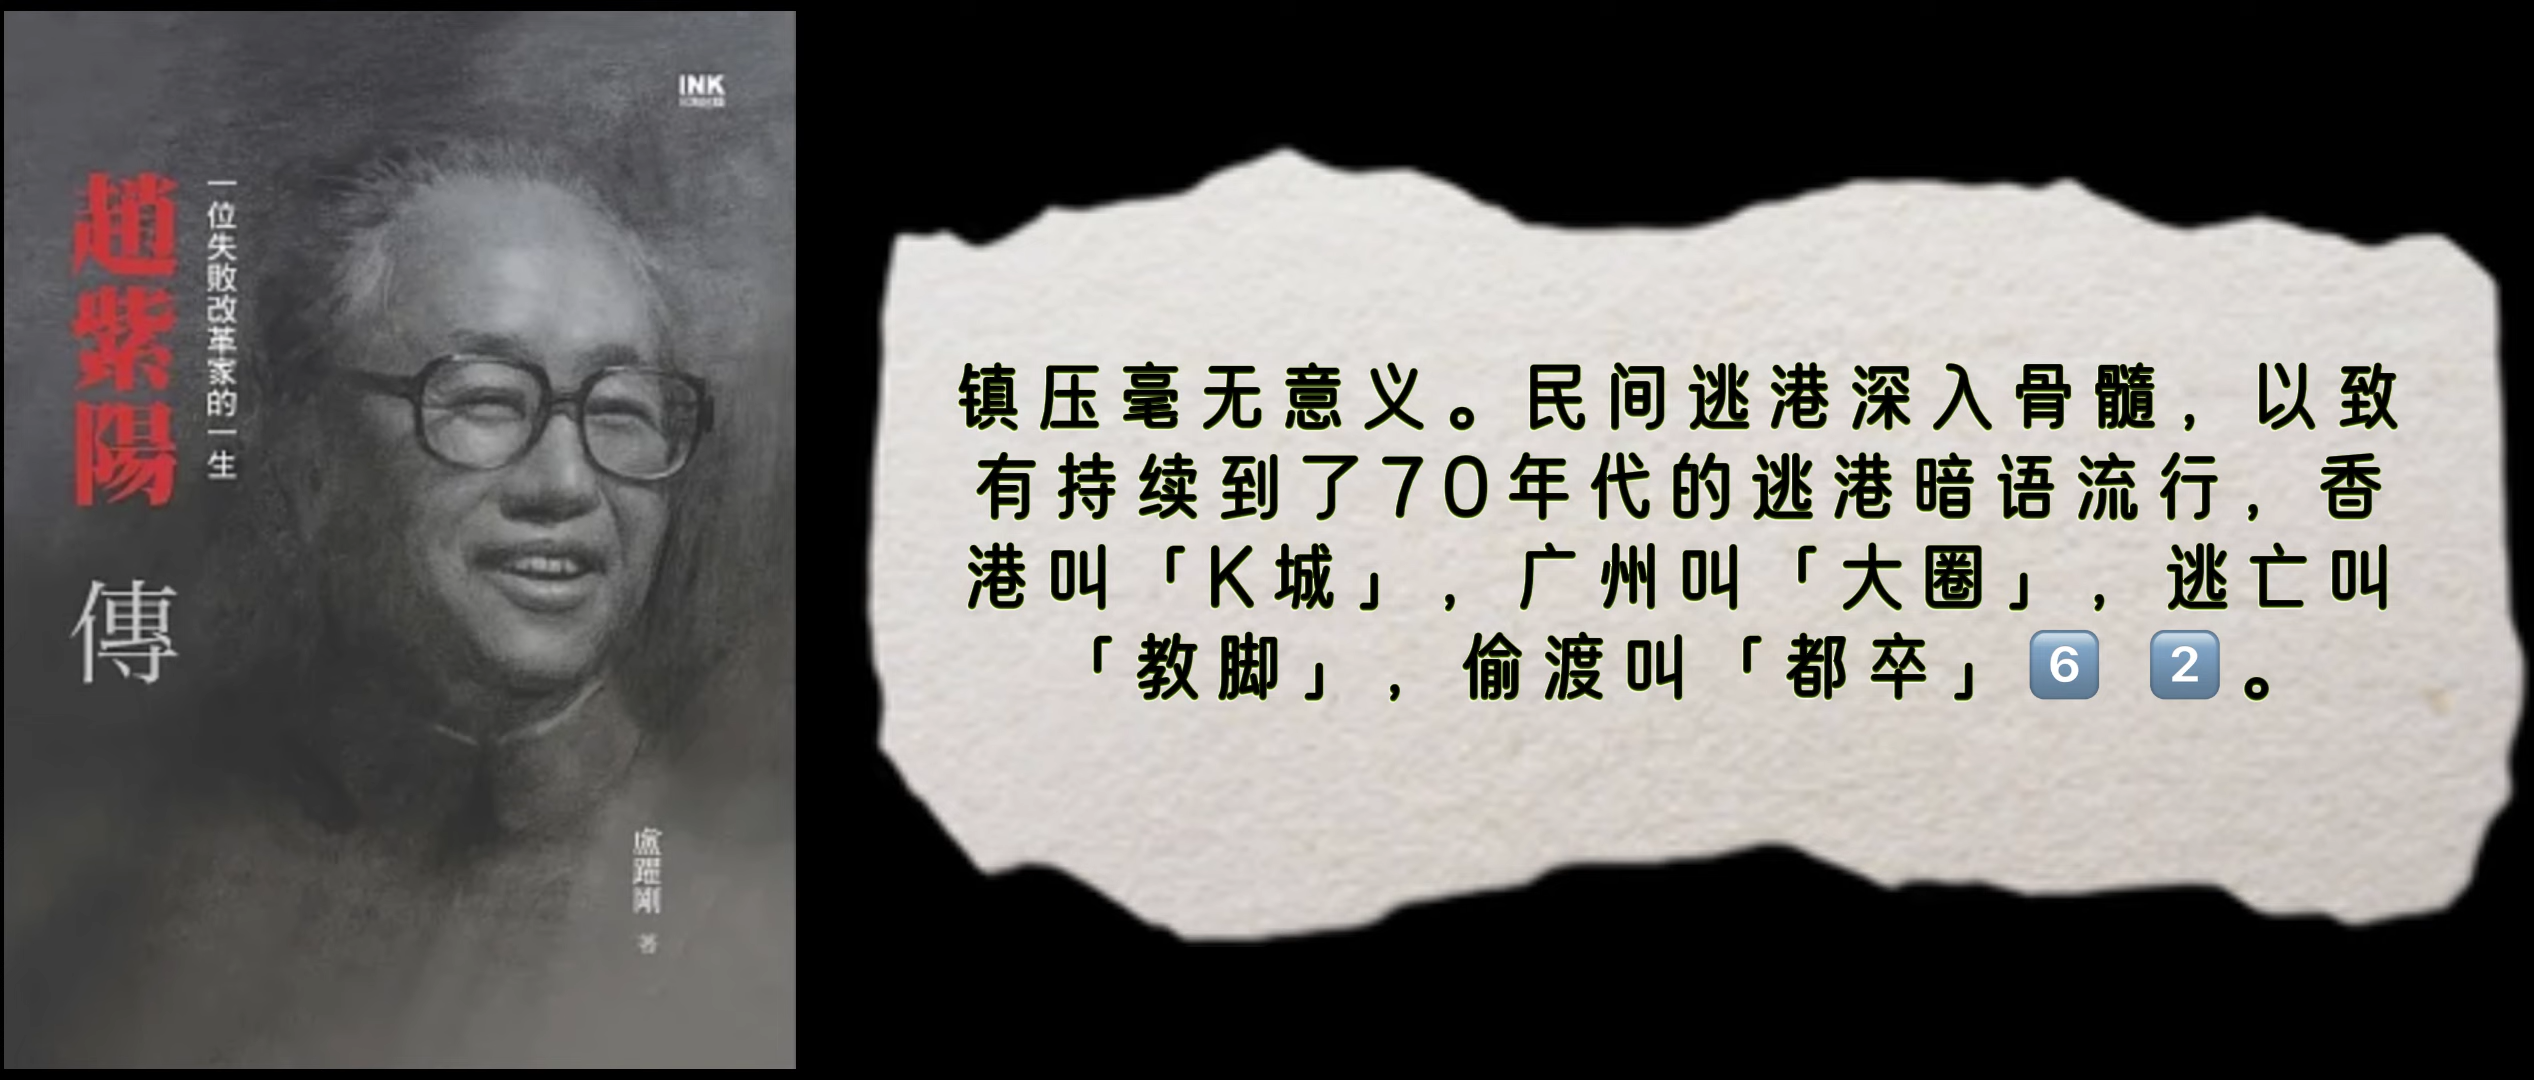 INK
趙紫陽 傳
一位失敗改革家的一生
盧躍剛 著
镇压毫无意义。民间逃港深入骨髓，以致
有持续到了70年代的逃港暗语流行，香
港叫「K城」，广州叫「大圈」，逃亡叫
「教脚」，偷渡叫「都卒」6️⃣ 2️⃣。